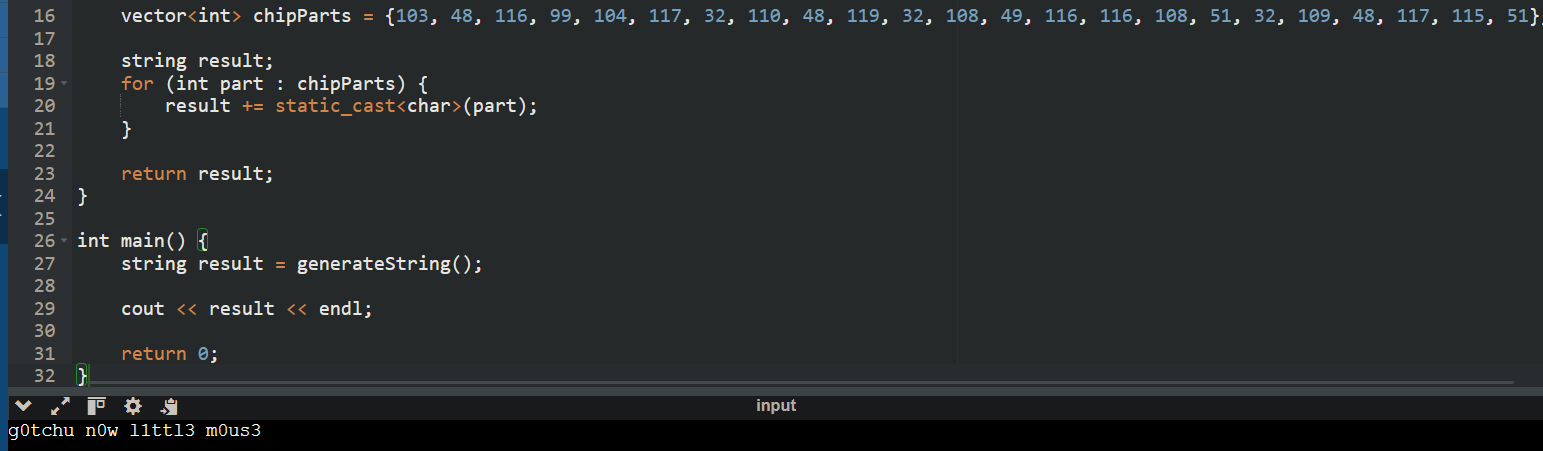 16 vector<int> chipParts = {103, 48, 116, 99, 104, 117, 32, 110, 48, 119, 32, 108, 49, 116, 116, 108, 51, 32, 109, 48, 117, 115, 51};
17
18 string result;
19 for (int part : chipParts) {
20 result += static_cast<char>(part);
21 }
22
23 return result;
24 }
25
26 int main() {
27 string result = generateString();
28
29 cout << result << endl;
30
31 return 0;
32 }
input
g0tchu n0w l1ttl3 m0us3